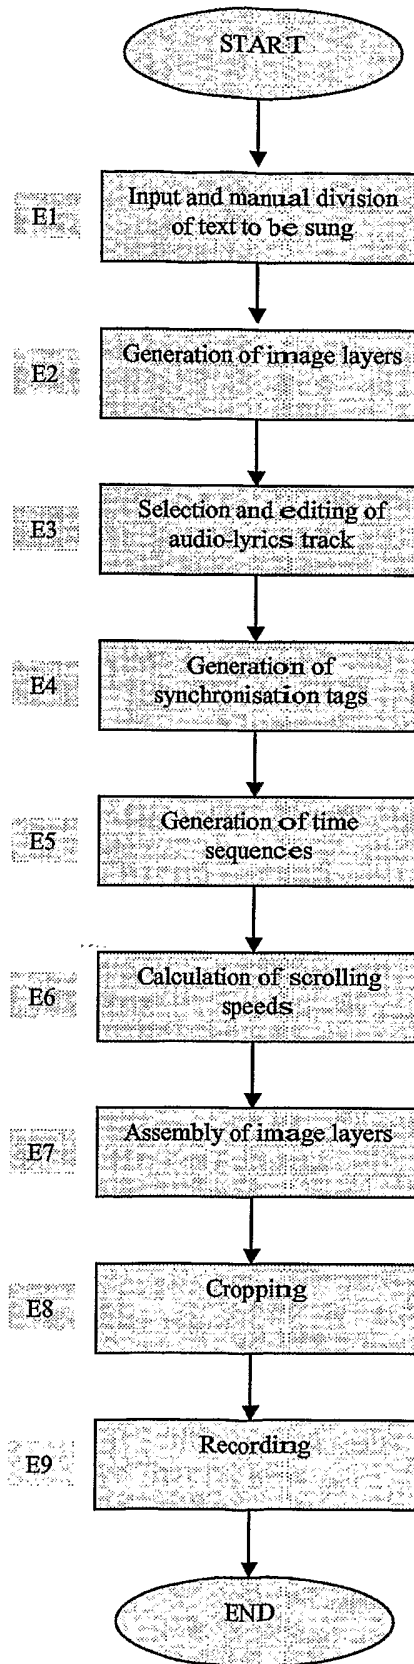 START
E1
Input and manual division
of text to be sung
E2
Generation of image layers
E3
Selection and editing of
audio-lyrics track
E4
Generation of
synchronisation tags
E5
Generation of time
sequences
E6
Calculation of scrolling
speeds
E7
Assembly of image layers
E8
Cropping
E9
Recording
END